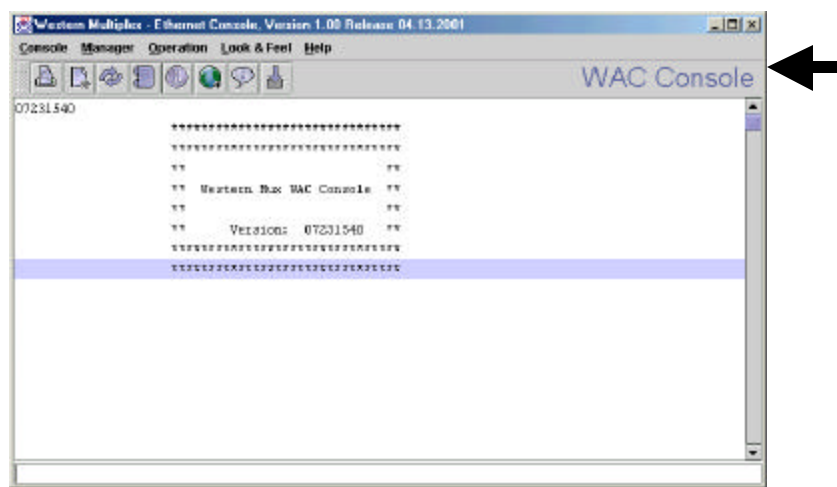 Western Multiplex - Ethernet Console, Version 1.00 Release 04.13.2001
Console Manager Operation Look & Feel Help
WAC Console
07231540
*******************************
*******************************
** **
** Western Mux WAC Console **
** **
** Version: 07231540 **
*******************************
*******************************